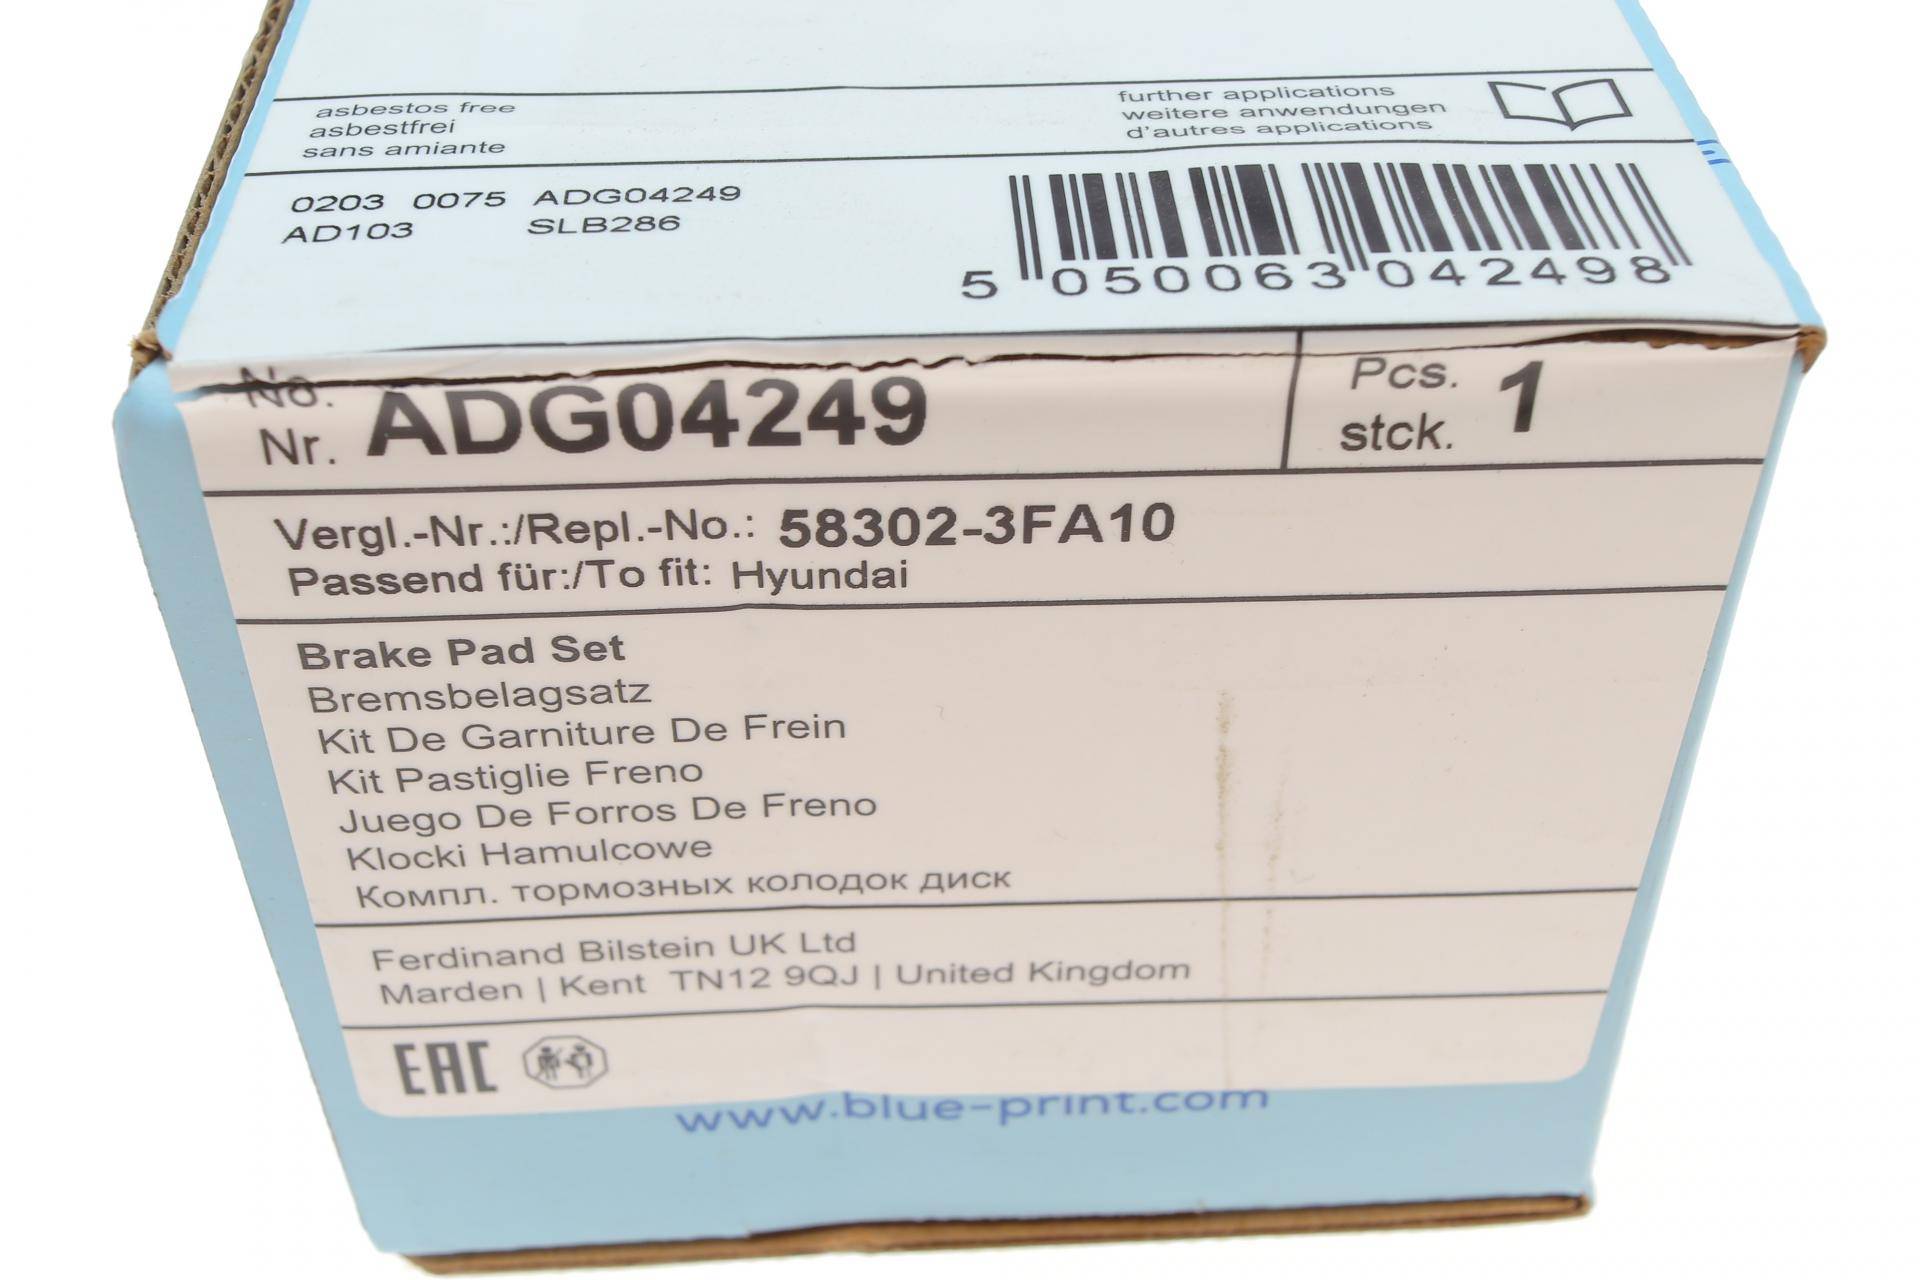 asbestos free
asbestfrei
sans amiante
further applications
weitere anwendungen
d'autres applications
0203 0075 ADG04249
AD103 SLB286
5 050063 042498
No.
Nr. ADG04249
Pcs.
stck. 1
Vergl.-Nr.:/Repl.-No.: 58302-3FA10
Passend für:/To fit: Hyundai
Brake Pad Set
Bremsbelagsatz
Kit De Garniture De Frein
Kit Pastiglie Freno
Juego De Forros De Freno
Klocki Hamulcowe
Компл. тормозных колодок диск
Ferdinand Bilstein UK Ltd
Marden | Kent TN12 9QJ | United Kingdom
EAC
www.blue-print.com